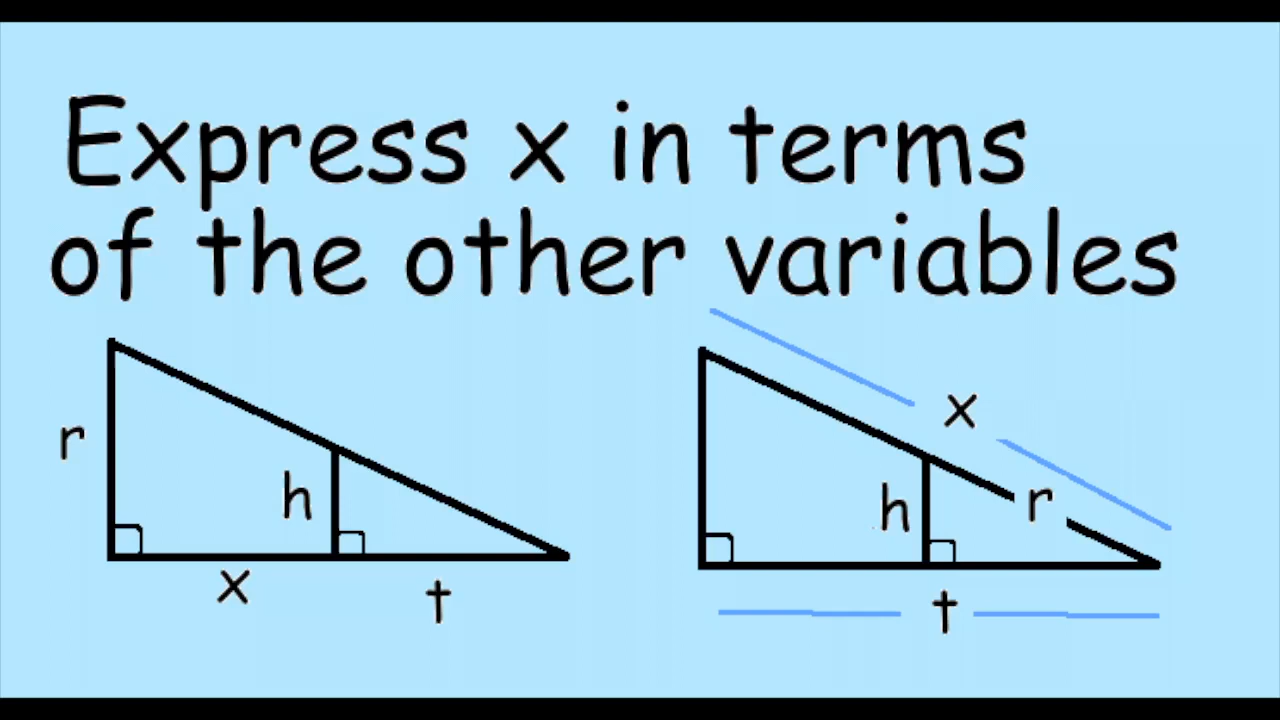 Express x in terms
of the other variables
r
h
x
t
x
h
r
t